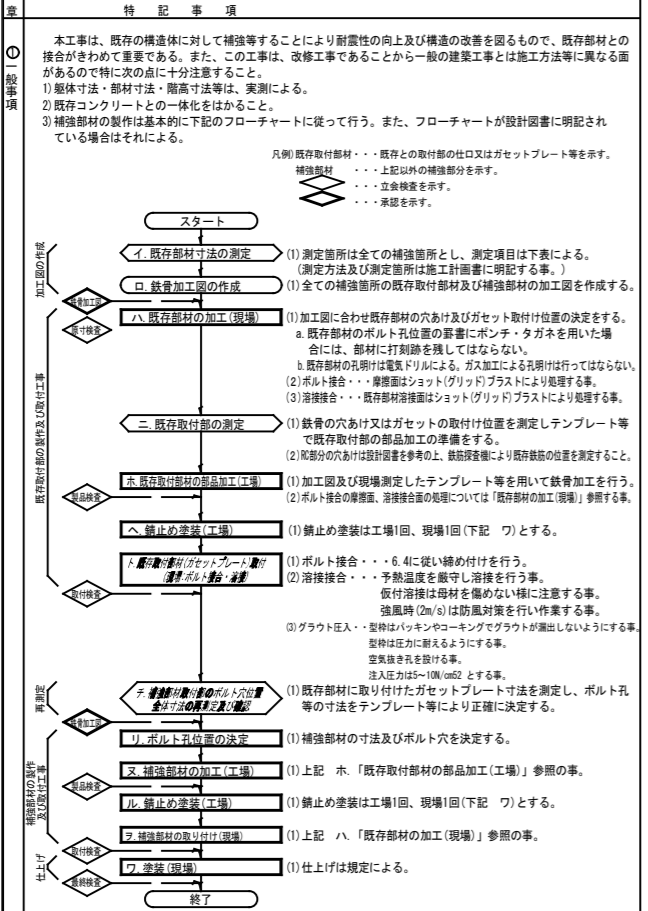 章
特 記 事 項
① 一般事項
本工事は、既存の構造体に対して補強等することにより耐震性の向上及び構造の改善を図るもので、既存部材との
接合がきわめて重要である。また、この工事は、改修工事であることから一般の建築工事とは施工方法等に異なる面
があるので特に次の点に十分注意すること。
1)躯体寸法・部材寸法・階高寸法等は、実測による。
2)既存コンクリートとの一体化をはかること。
3)補強部材の製作は基本的に下記のフローチャートに従って行う。また、フローチャートが設計図書に明記され
ている場合はそれによる。
凡例)既存取付部材・・・既存との取付部の仕口又はガセットプレート等を示す。
補強部材 ・・・上記以外の補強部分を示す。
・・・立会検査を示す。
・・・承認を示す。
スタート
加工図の作成
イ.既存部材寸法の測定
(1)測定箇所は全ての補強箇所とし、測定項目は下表による。
(測定方法及び測定箇所は施工計画書に明記する事。)
ロ.鉄骨加工図の作成
(1)全ての補強箇所の既存取付部材及び補強部材の加工図を作成する。
鉄骨加工図
既存取付部の製作及び取付工事
ハ.既存部材の加工(現場)
(1)加工図に合わせ既存部材の穴あけ及びガセット取付け位置の決定をする。
原寸検査
a.既存部材のボルト孔位置の罫書にポンチ・タガネを用いた場
合には、部材に打刻跡を残してはならない。
b.既存部材の孔明けは電気ドリルによる。ガス加工による孔明けは行ってはならない。
(2)ボルト接合・・・摩擦面はショット(グリッド)ブラストにより処理する事。
(3)溶接接合・・・既存部材溶接面はショット(グリッド)ブラストにより処理する事。
ニ.既存取付部の測定
(1)鉄骨の穴あけ又はガセットの取付け位置を測定しテンプレート等
で既存取付部の部品加工の準備をする。
(2)RC部分の穴あけは設計図書を参考の上、鉄筋探査機により既存鉄筋の位置を測定すること。
ホ.既存取付部材の部品加工(工場)
(1)加工図及び現場測定したテンプレート等を用いて鉄骨加工を行う。
製品検査
(2)ボルト接合の摩擦面、溶接接合面の処理については「既存部材の加工(現場)」参照する事。
ヘ.錆止め塗装(工場)
(1)錆止め塗装は工場1回、現場1回(下記 ワ)とする。
ト.既存取付部材(ガセットプレート)取付
(現場:ボルト接合・溶接)
(1)ボルト接合・・・6.4に従い締め付けを行う。
(2)溶接接合・・・予熱温度を厳守し溶接を行う事。
取付検査
仮付溶接は母材を傷めない様に注意する事。
強風時(2m/s)は防風対策を行い作業する事。
(3)グラウト圧入・・型枠はパッキンやコーキングでグラウトが漏出しないようにする事。
型枠は圧力に耐えるようにする事。
空気抜き孔を設ける事。
注入圧力は5~10N/cm52 とする事。
再測定
チ.補強部材取付部のボルト穴位置
全体寸法の再測定及び確認
(1)既存部材に取り付けたガセットプレート寸法を測定し、ボルト孔
等の寸法をテンプレート等により正確に決定する。
鉄骨加工図
補強部材の製作
及び取付工事
リ.ボルト孔位置の決定
(1)補強部材の寸法及びボルト穴を決定する。
ヌ.補強部材の加工(工場)
(1)上記 ホ.「既存取付部材の部品加工(工場)」参照の事。
製品検査
ル.錆止め塗装(工場)
(1)錆止め塗装は工場1回、現場1回(下記 ワ)とする。
ヲ.補強部材の取り付け(現場)
(1)上記 ハ.「既存部材の加工(現場)」参照の事。
取付検査
仕上げ
ワ.塗装(現場)
(1)仕上げは規定による。
最終検査
終了